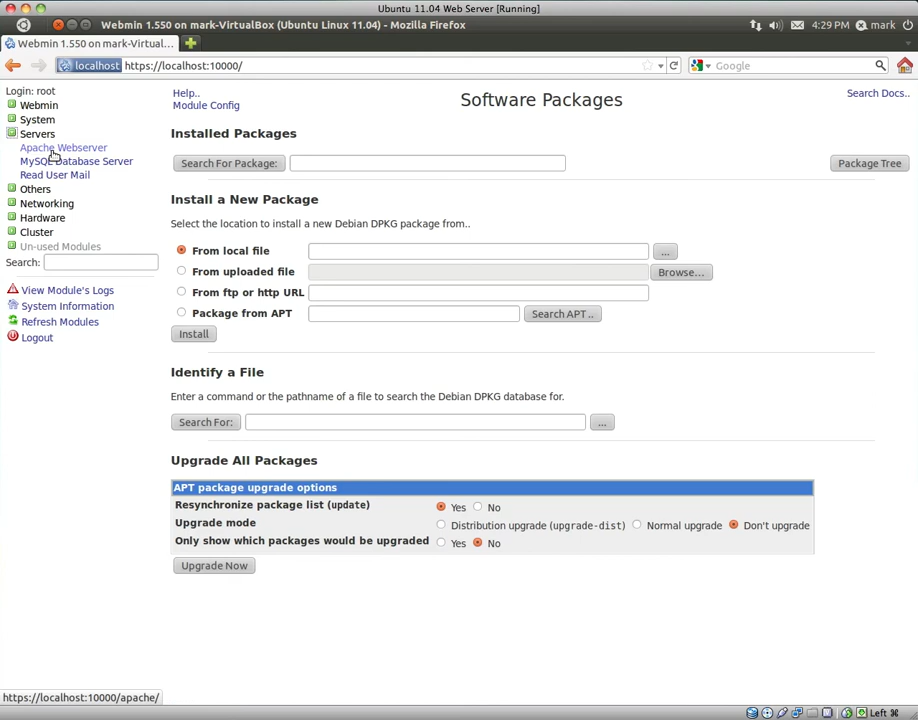 Ubuntu 11.04 Web Server [Running]
Webmin 1.550 on mark-VirtualBox (Ubuntu Linux 11.04) - Mozilla Firefox
4:29 PM mark
Webmin 1.550 on mark-Virtual...
localhost https://localhost:10000/
Google
Login: root
Webmin
System
Servers
Apache Webserver
MySQL Database Server
Read User Mail
Others
Networking
Hardware
Cluster
Un-used Modules
Search:
View Module's Logs
System Information
Refresh Modules
Logout
Help..
Module Config
Software Packages
Search Docs..
Installed Packages
Search For Package:
Package Tree
Install a New Package
Select the location to install a new Debian DPKG package from..
From local file ...
From uploaded file Browse...
From ftp or http URL
Package from APT Search APT ..
Install
Identify a File
Enter a command or the pathname of a file to search the Debian DPKG database for.
Search For: ...
Upgrade All Packages
APT package upgrade options
Resynchronize package list (update) Yes No
Upgrade mode Distribution upgrade (upgrade-dist) Normal upgrade Don't upgrade
Only show which packages would be upgraded Yes No
Upgrade Now
https://localhost:10000/apache/
Left ⌘